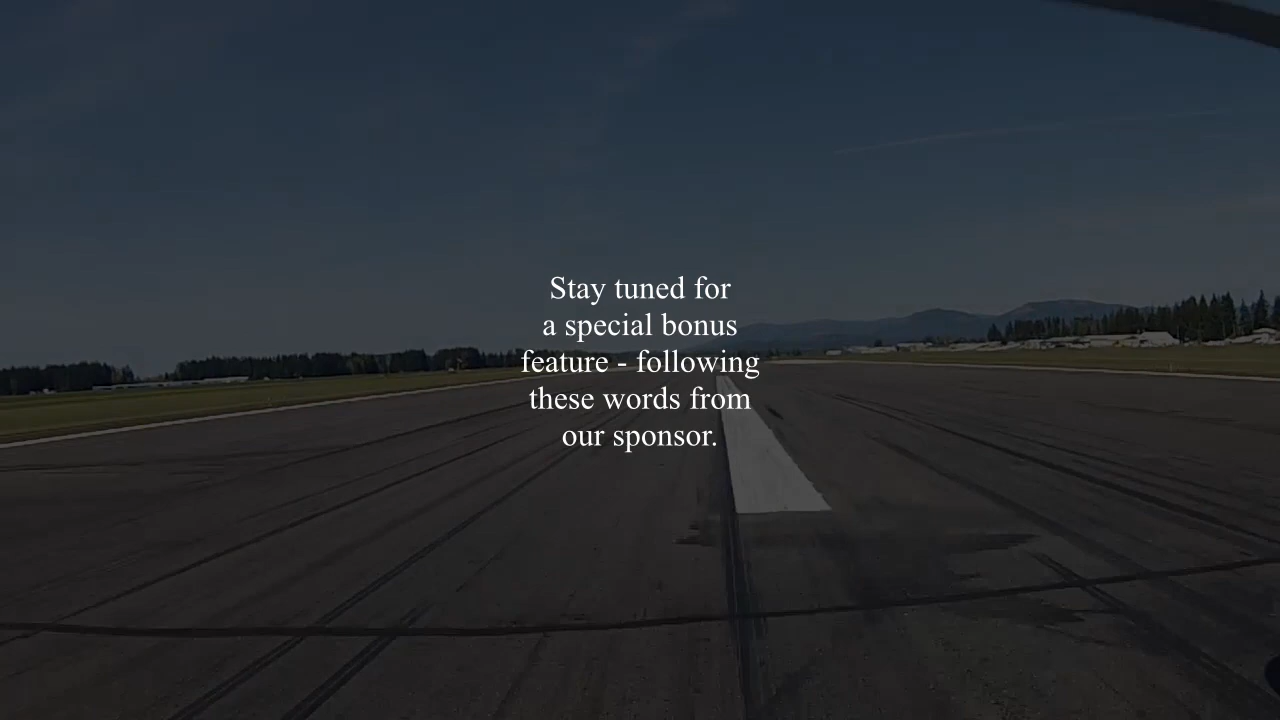 Stay tuned for
a special bonus
feature - following
these words from
our sponsor.